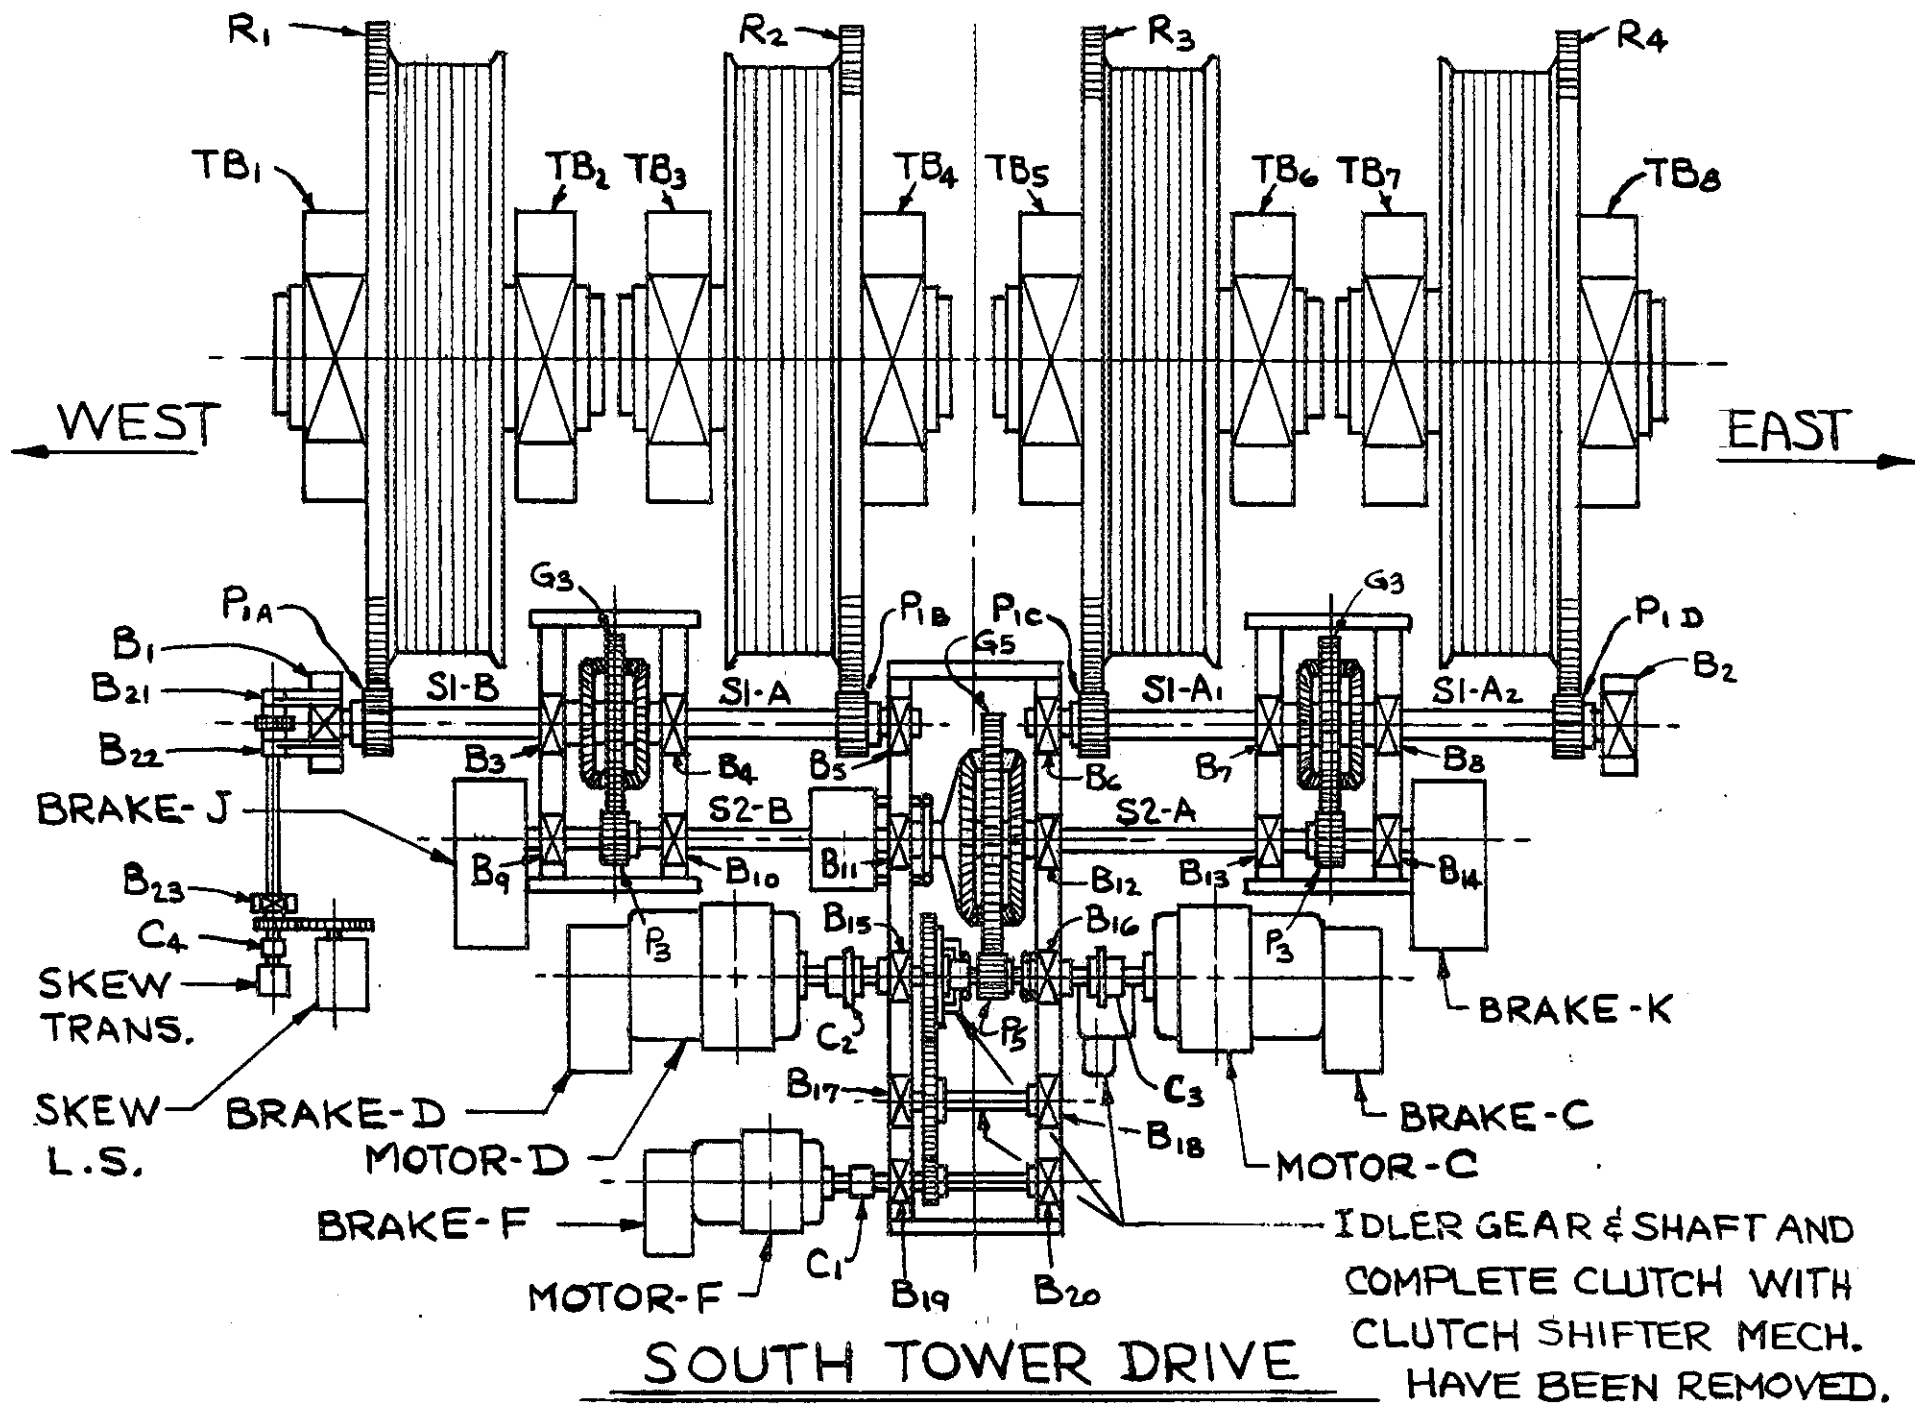 R1
R2
R3
R4
TB1
TB2
TB3
TB4
TB5
TB6
TB7
TB8
WEST
EAST
P1A
G3
P1B
G5
P1C
G3
P1D
B1
B21
B22
S1-B
S1-A
S1-A1
S1-A2
B2
B3
B4
B5
B6
B7
B8
BRAKE-J
S2-B
S2-A
B9
B10
B11
B12
B13
B14
B23
C4
P3
B15
B16
P3
SKEW
TRANS.
C2
P5
C3
BRAKE-K
SKEW
L.S.
BRAKE-D
MOTOR-D
B17
B18
BRAKE-C
MOTOR-C
BRAKE-F
MOTOR-F
C1
B19
B20
IDLER GEAR & SHAFT AND
COMPLETE CLUTCH WITH
CLUTCH SHIFTER MECH.
HAVE BEEN REMOVED.
SOUTH TOWER DRIVE